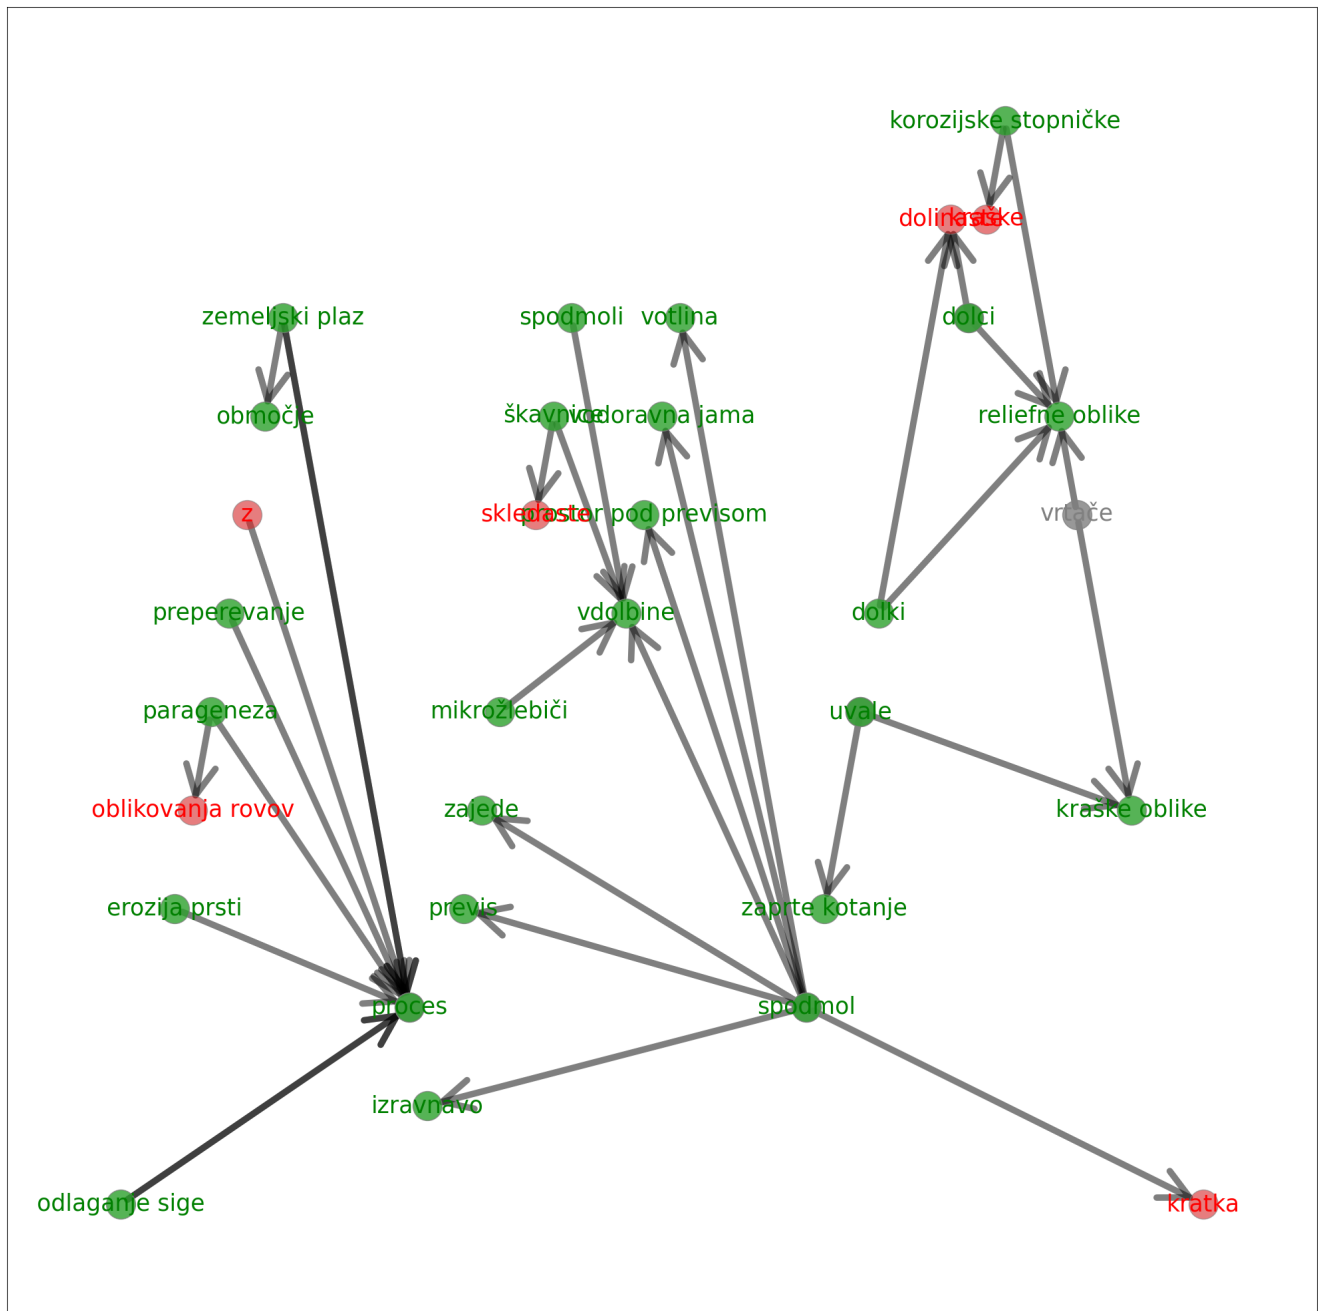 korozijske stopničke
dolinaste
kraške
zemeljski plaz
spodmoli
votlina
dolci
območje
škavnice
vodoravna jama
reliefne oblike
z
skledaste
prostor pod previsom
vrtače
preperevanje
vdolbine
dolki
parageneza
mikrožlebiči
uvale
oblikovanja rovov
zajede
kraške oblike
erozija prsti
previs
zaprte kotanje
proces
spodmol
izravnavo
odlaganje sige
kratka